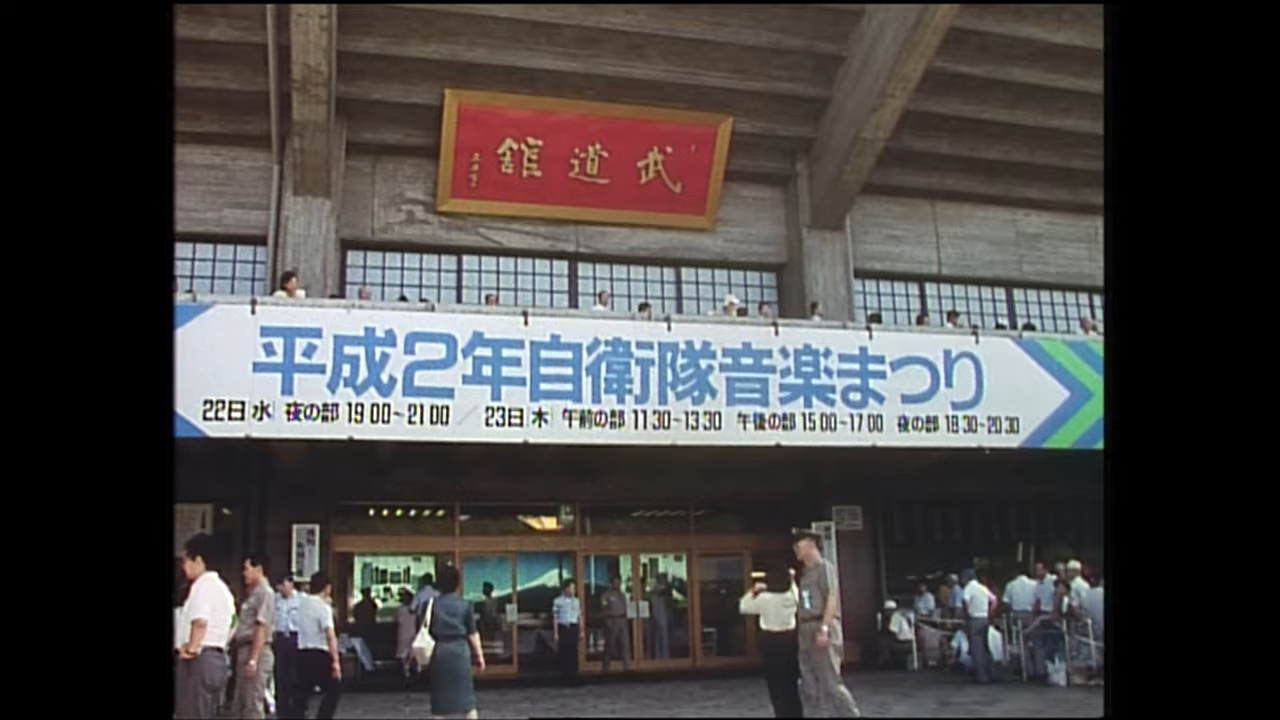 武道館
平成2年自衛隊音楽まつり
22日 水 夜の部 19 00~21 00 / 23日 木 午前の部 11 30~13 30 午後の部 15 00~17 00 夜の部 18 30~20 30